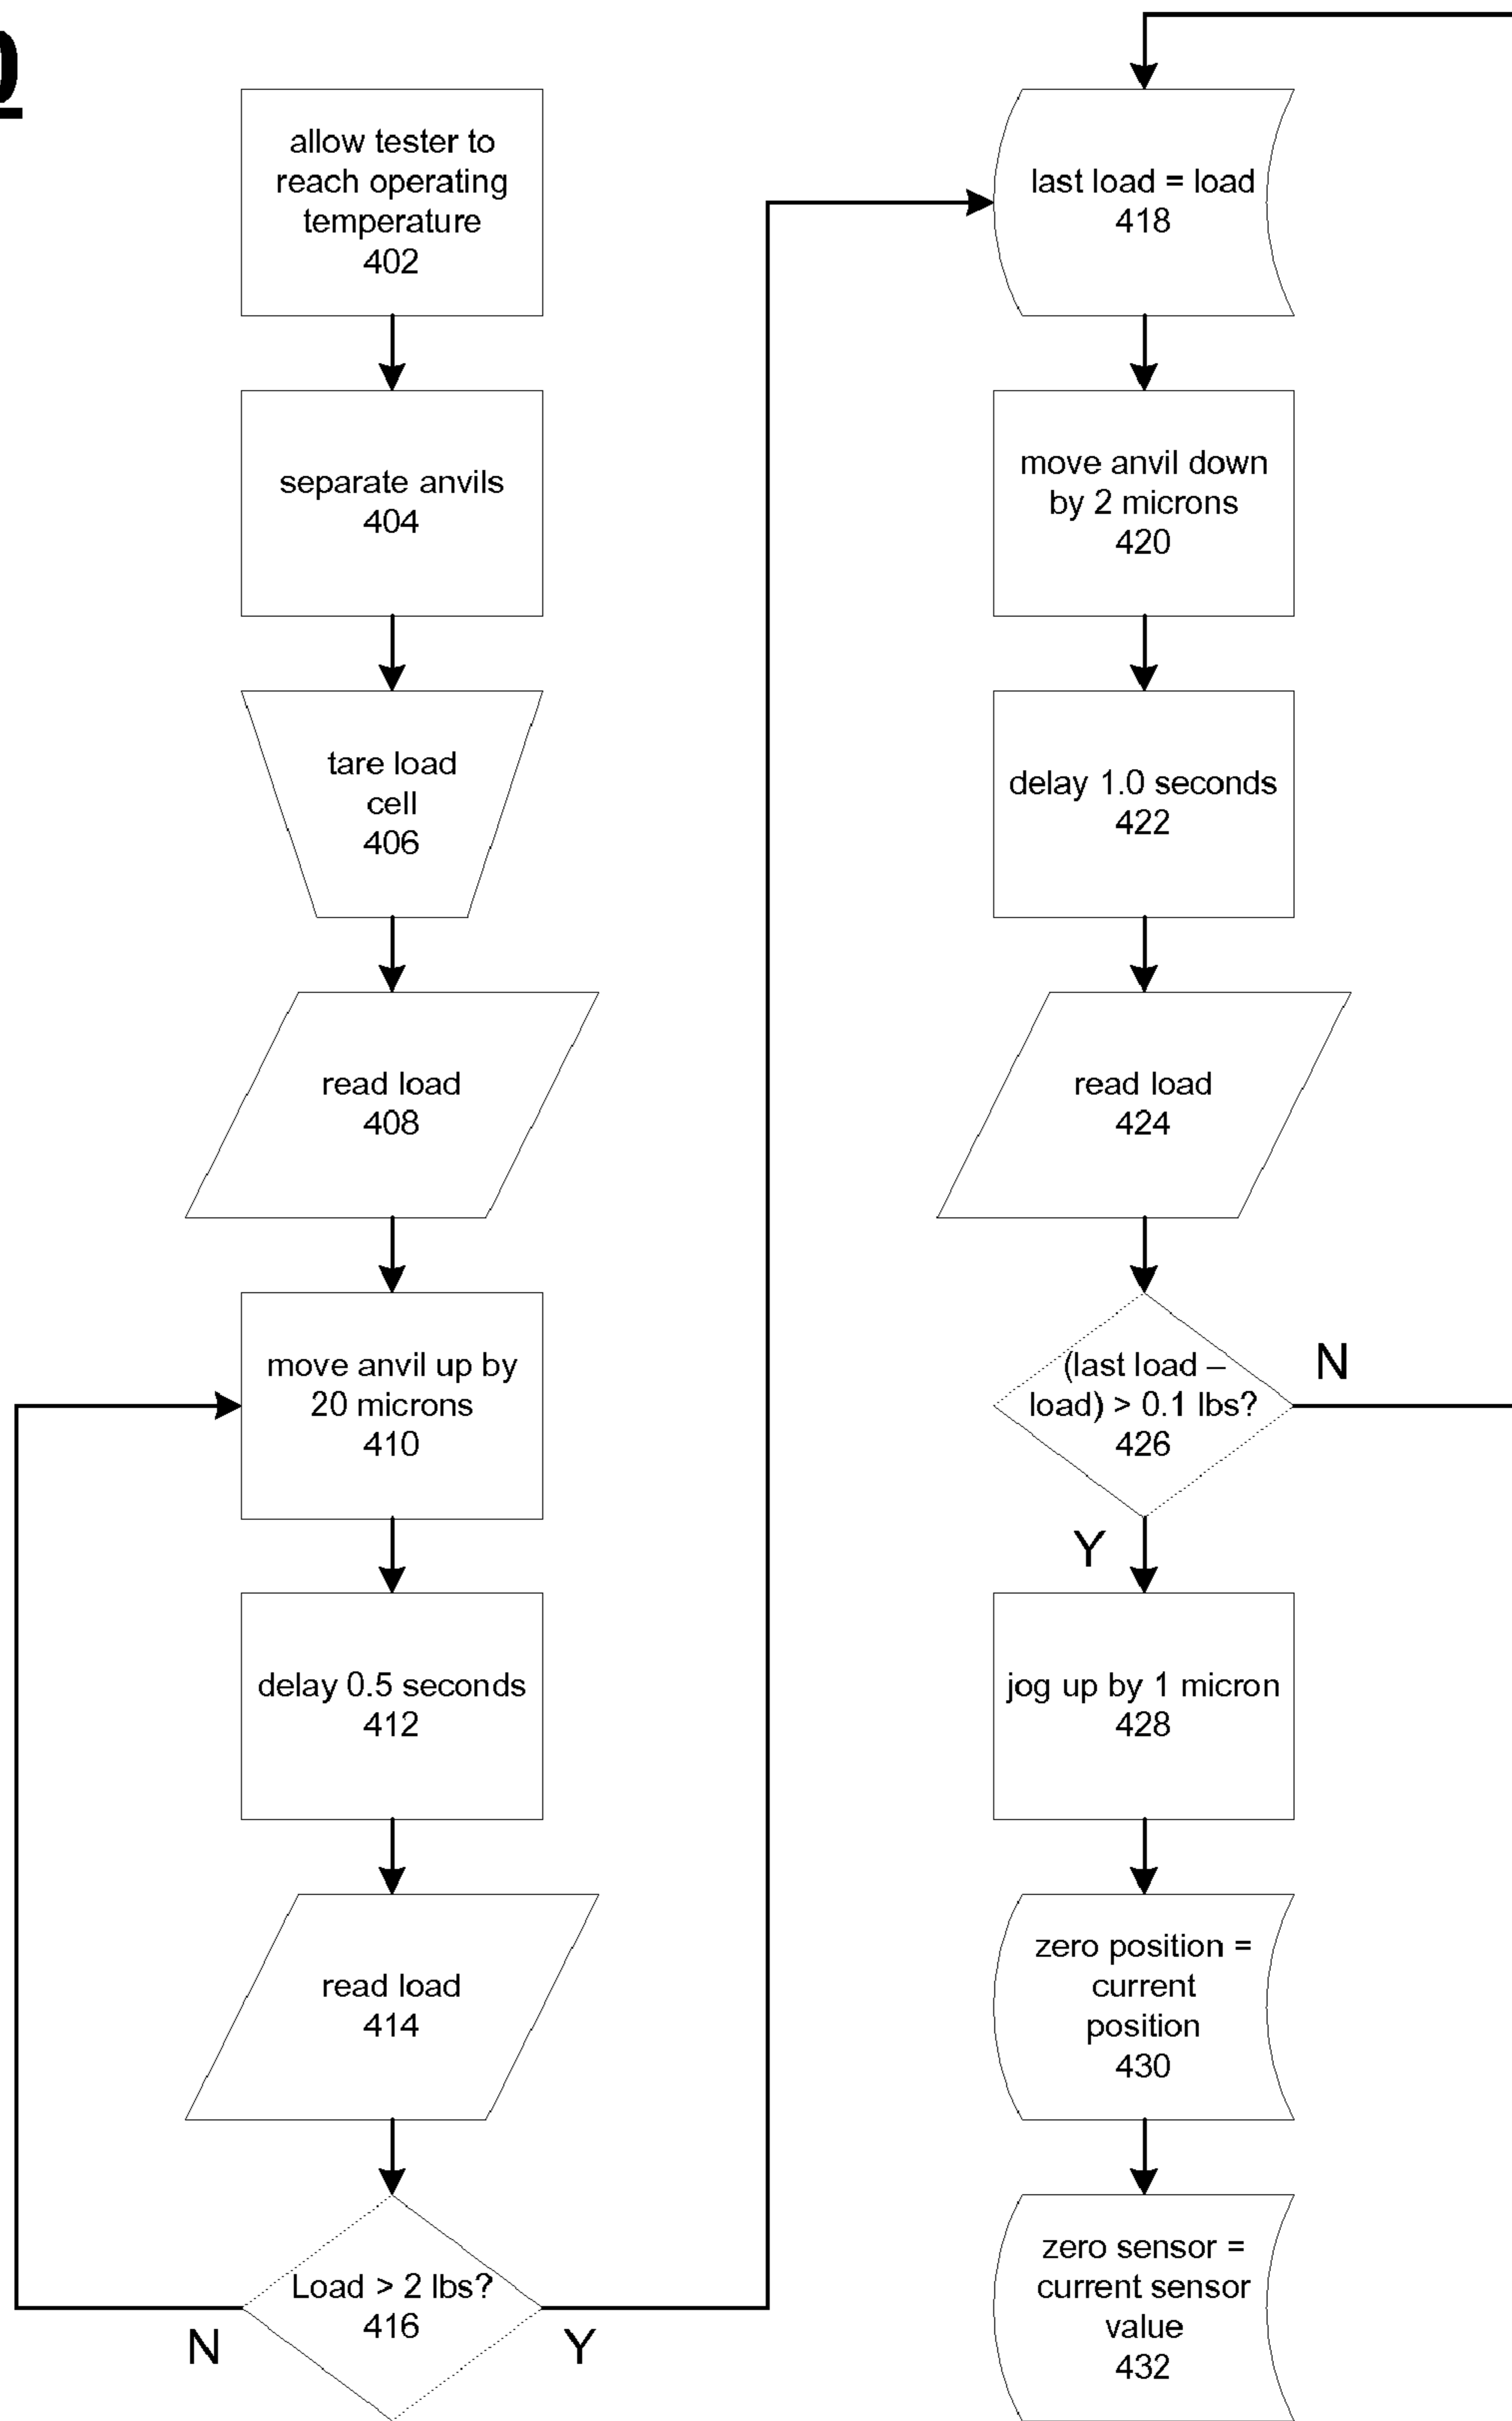 allow tester to
reach operating
temperature
402
separate anvils
404
tare load
cell
406
read load
408
move anvil up by
20 microns
410
delay 0.5 seconds
412
read load
414
Load > 2 lbs?
416
N
Y
last load = load
418
move anvil down
by 2 microns
420
delay 1.0 seconds
422
read load
424
(last load –
load) > 0.1 lbs?
426
N
Y
jog up by 1 micron
428
zero position =
current
position
430
zero sensor =
current sensor
value
432